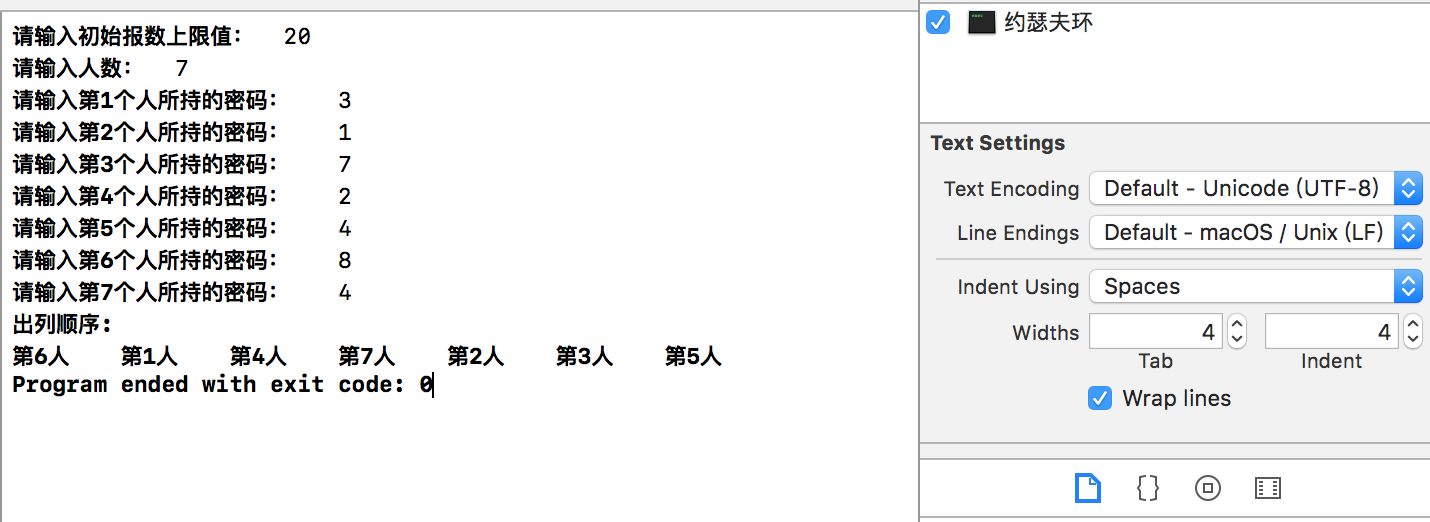 请输入初始报数上限值： 20
请输入人数： 7
请输入第1个人所持的密码： 3
请输入第2个人所持的密码： 1
请输入第3个人所持的密码： 7
请输入第4个人所持的密码： 2
请输入第5个人所持的密码： 4
请输入第6个人所持的密码： 8
请输入第7个人所持的密码： 4
出列顺序:
第6人 第1人 第4人 第7人 第2人 第3人 第5人
Program ended with exit code: 0
约瑟夫环
Text Settings
Text Encoding Default - Unicode (UTF-8)
Line Endings Default - macOS / Unix (LF)
Indent Using Spaces
Widths 4 4
Tab Indent
Wrap lines